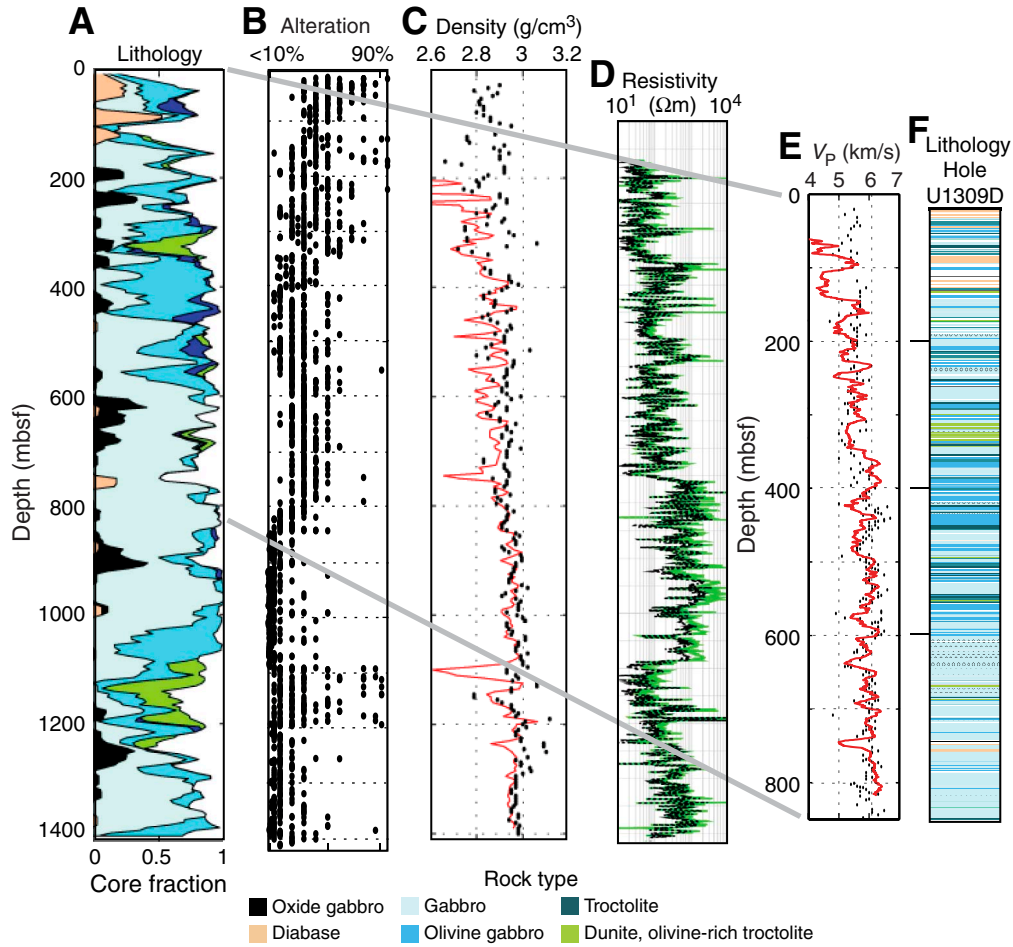 A
Lithology
B
Alteration
<10% 90%
C
Density (g/cm³)
2.6 2.8 3 3.2
D
Resistivity
10¹ (Ωm) 10⁴
E
VP (km/s)
4 5 6 7
F
Lithology
Hole
U1309D
Depth (mbsf)
0
200
400
600
800
1000
1200
1400
0 0.5 1
Core fraction
Depth (mbsf)
0
200
400
600
800
Rock type
Oxide gabbro
Gabbro
Troctolite
Diabase
Olivine gabbro
Dunite, olivine-rich troctolite